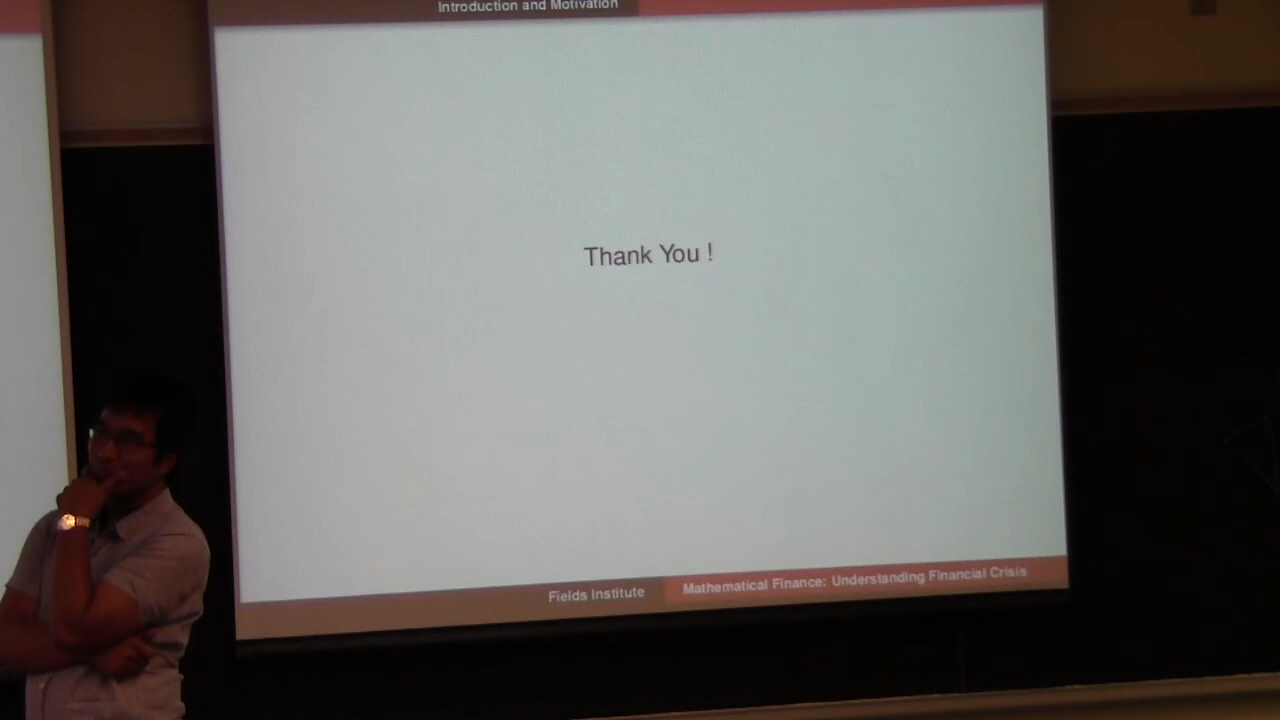 Introduction and Motivation
Thank You !
Fields Institute
Mathematical Finance: Understanding Financial Crisis